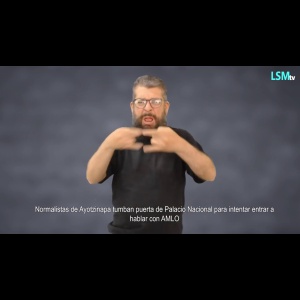 LSMtv
Normalistas de Ayotzinapa tumban puerta de Palacio Nacional para intentar entrar a
hablar con AMLO